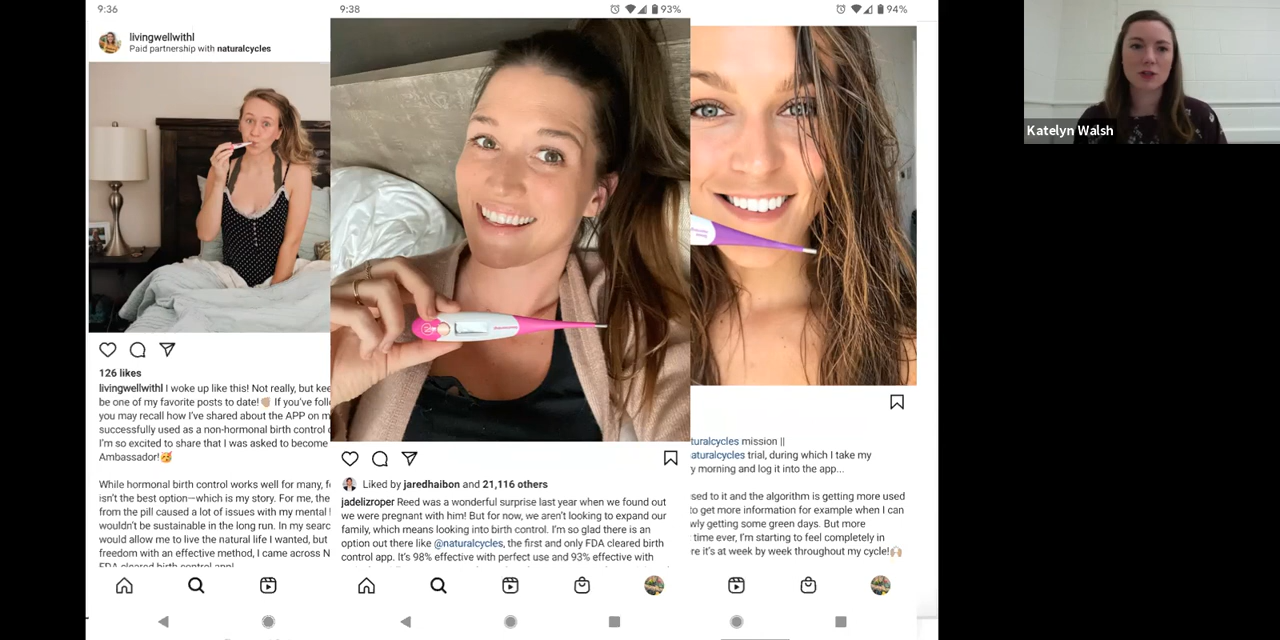 9:36
livingwellwithl
Paid partnership with naturalcycles
126 likes
livingwellwithl I woke up like this! Not really, but kee
be one of my favorite posts to date! If you've foll
you may recall how I've shared about the APP on m
successfully used as a non-hormonal birth control
I'm so excited to share that I was asked to become
Ambassador!
While hormonal birth control works well for many, f
isn't the best option—which is my story. For me, the
from the pill caused a lot of issues with my mental
wouldn't be sustainable in the long run. In my searc
would allow me to live the natural life I wanted, but
freedom with an effective method, I came across N
FDA cleared birth control app!
9:38
93%
Liked by jaredhaibon and 21,116 others
jadelizroper Reed was a wonderful surprise last year when we found out
we were pregnant with him! But for now, we aren't looking to expand our
family, which means looking into birth control. I'm so glad there is an
option out there like @naturalcycles, the first and only FDA cleared birth
control app. It's 98% effective with perfect use and 93% effective with
94%
turalcycles mission ||
aturalcycles trial, during which I take my
y morning and log it into the app...
sed to it and the algorithm is getting more used
to get more information for example when I can
wly getting some green days. But more
time ever, I'm starting to feel completely in
re it's at week by week throughout my cycle!
Katelyn Walsh